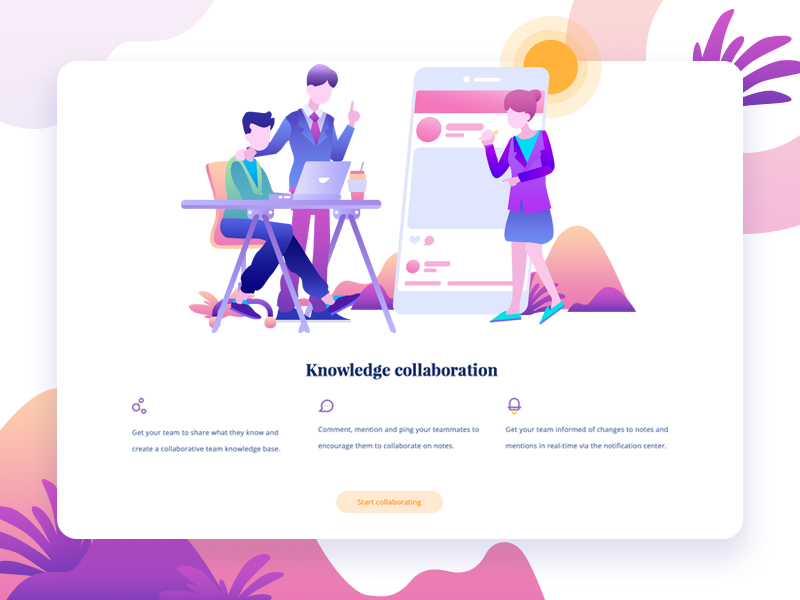 Knowledge collaboration
Get your team to share what they know and
create a collaborative team knowledge base.
Comment, mention and ping your teammates to
encourage them to collaborate on notes.
Get your team informed of changes to notes and
mentions in real-time via the notification center.
Start collaborating